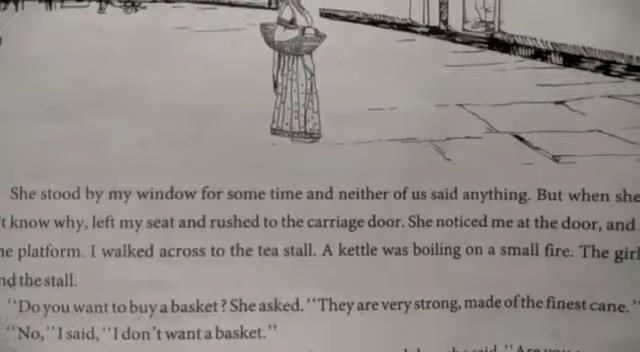 She stood by my window for some time and neither of us said anything. But when she
't know why, left my seat and rushed to the carriage door. She noticed me at the door, and
platform. I walked across to the tea stall. A kettle was boiling on a small fire. The girl
the stall.
"Do you want to buy a basket? She asked. "They are very strong, made of the finest cane."
"No," I said, "I don't want a basket."
said, "Are you